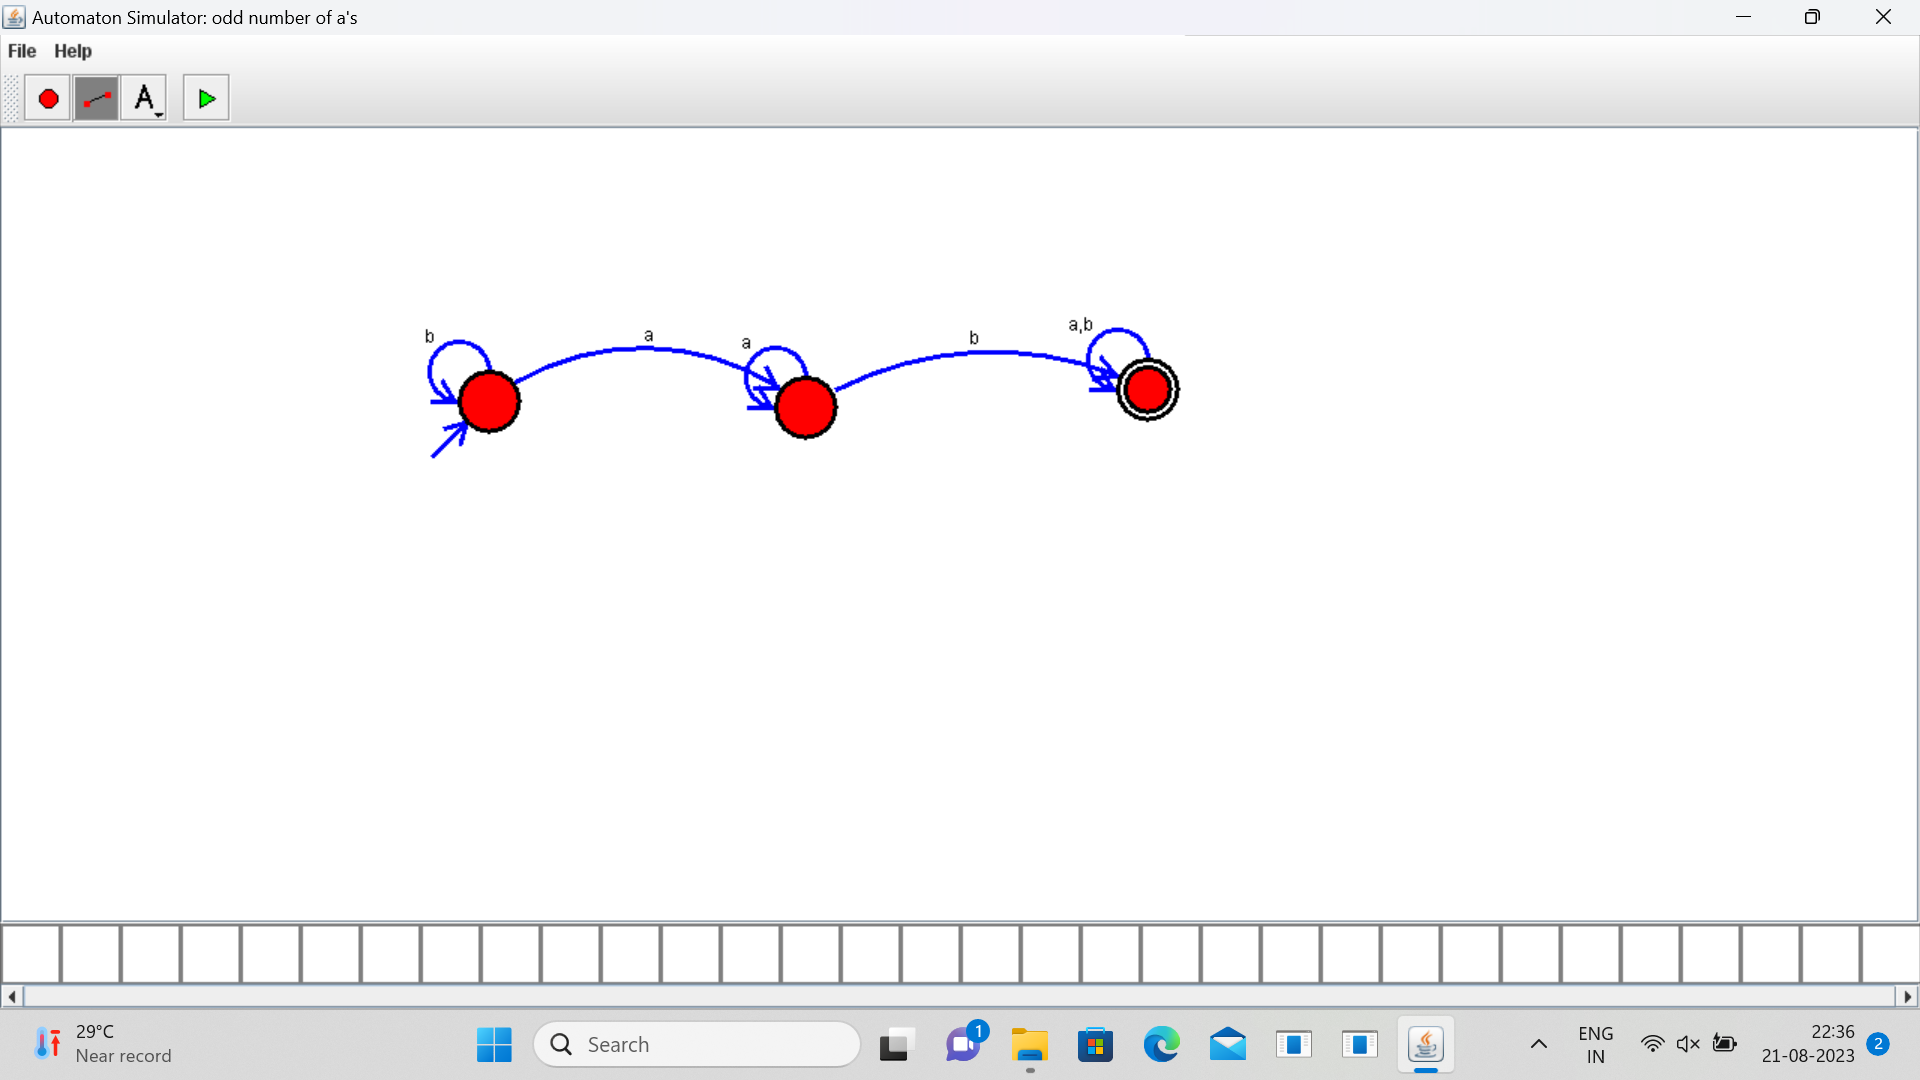 Automaton Simulator: odd number of a's
File Help
A
b
a
a
b
a,b
29°C
Near record
Search
1
ENG
IN
22:36
21-08-2023
2